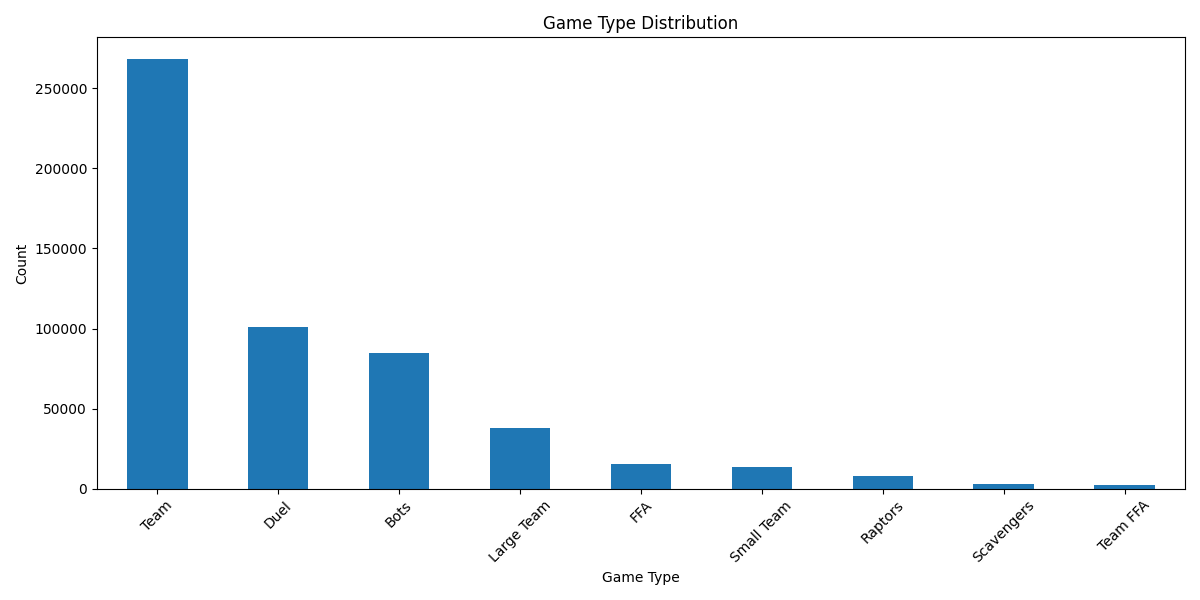 Game Type Distribution
Count
250000
200000
150000
100000
50000
0
Team
Duel
Bots
Large Team
FFA
Small Team
Raptors
Scavengers
Team FFA
Game Type